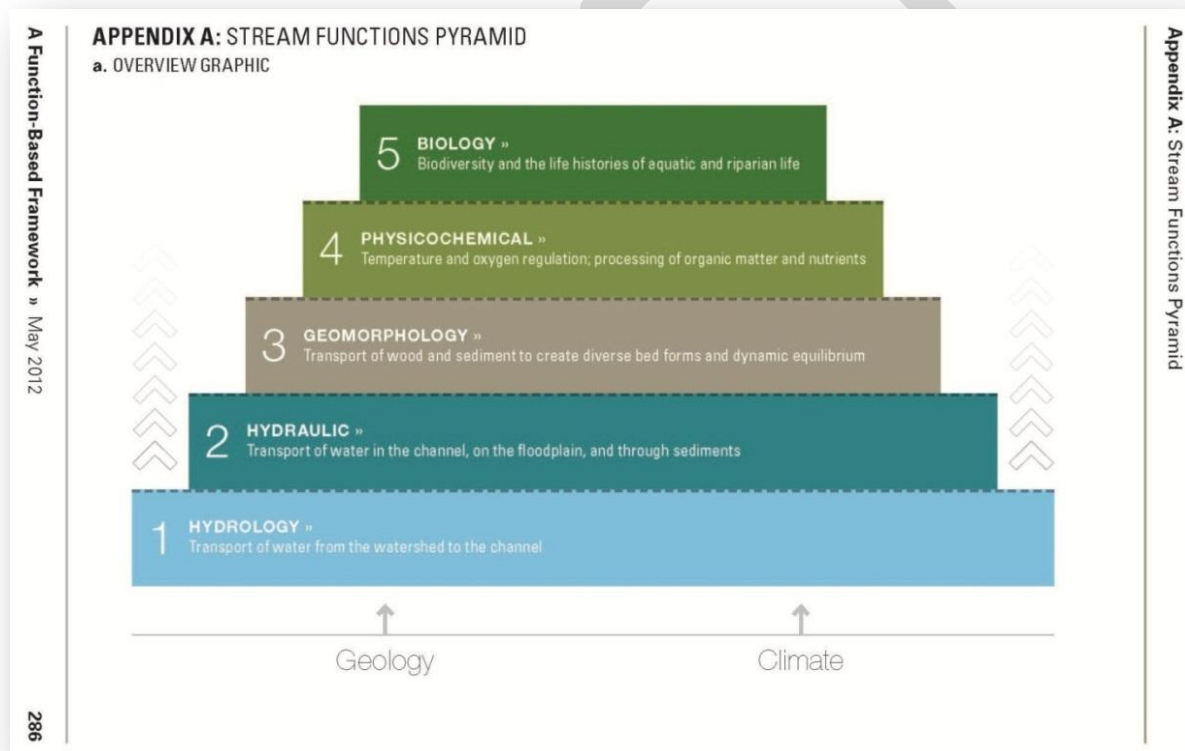 APPENDIX A: STREAM FUNCTIONS PYRAMID
a. OVERVIEW GRAPHIC
5 BIOLOGY »
Biodiversity and the life histories of aquatic and riparian life
4 PHYSICOCHEMICAL »
Temperature and oxygen regulation; processing of organic matter and nutrients
3 GEOMORPHOLOGY »
Transport of wood and sediment to create diverse bed forms and dynamic equilibrium
2 HYDRAULIC »
Transport of water in the channel, on the floodplain, and through sediments
1 HYDROLOGY »
Transport of water from the watershed to the channel
Geology
Climate
A Function-Based Framework » May 2012
286
Appendix A: Stream Functions Pyramid